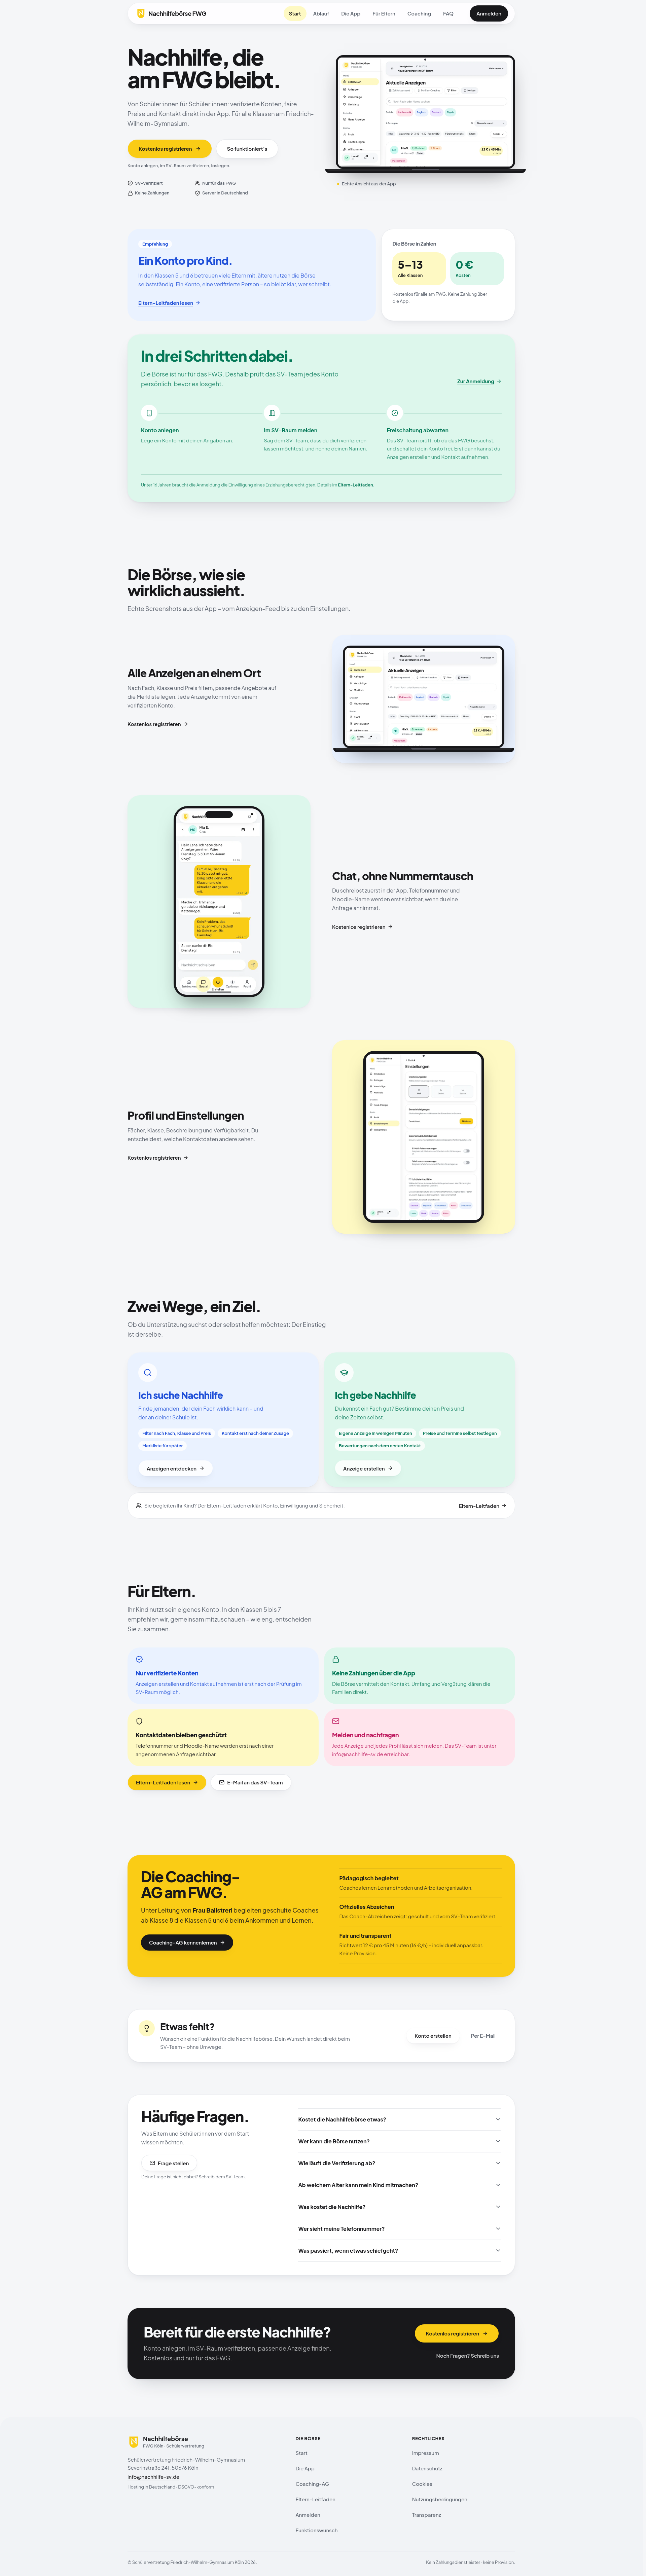 Nachhilfebörse FWG
Start
Ablauf
Die App
Für Eltern
Coaching
FAQ
Anmelden
Nachhilfe, die
am FWG bleibt.
Von Schüler:innen für Schüler:innen: verifizierte Konten, faire
Preise und Kontakt direkt in der App. Für alle Klassen am Friedrich-
Wilhelm-Gymnasium.
Kostenlos registrieren
So funktioniert's
Konto anlegen, im SV-Raum verifizieren, loslegen.
SV-verifiziert
Nur für das FWG
Keine Zahlungen
Server in Deutschland
Aktuelle Anzeigen
Echte Ansicht aus der App
Empfehlung
Ein Konto pro Kind.
In den Klassen 5 und 6 betreuen viele Eltern mit, ältere nutzen die Börse
selbstständig. Ein Konto, eine verifizierte Person – so bleibt klar, wer schreibt.
Eltern-Leitfaden lesen
Die Börse in Zahlen
5–13
Alle Klassen
0 €
Kosten
Kostenlos für alle am FWG. Keine Zahlung über
die App.
In drei Schritten dabei.
Die Börse ist nur für das FWG. Deshalb prüft das SV-Team jedes Konto
persönlich, bevor es losgeht.
Zur Anmeldung
Konto anlegen
Lege ein Konto mit deinen Angaben an.
Im SV-Raum melden
Sag dem SV-Team, dass du dich verifizieren
lassen möchtest, und nenne deinen Namen.
Freischaltung abwarten
Das SV-Team prüft, ob du das FWG besuchst,
und schaltet dein Konto frei. Erst dann kannst du
Anzeigen erstellen und Kontakt aufnehmen.
Unter 16 Jahren braucht die Anmeldung die Einwilligung eines Erziehungsberechtigten. Details im Eltern-Leitfaden.
Die Börse, wie sie
wirklich aussieht.
Echte Screenshots aus der App – vom Anzeigen-Feed bis zu den Einstellungen.
Alle Anzeigen an einem Ort
Nach Fach, Klasse und Preis filtern, passende Angebote auf
die Merkliste legen. Jede Anzeige kommt von einem
verifizierten Konto.
Kostenlos registrieren
Aktuelle Anzeigen
Chat, ohne Nummerntausch
Du schreibst zuerst in der App. Telefonnummer und
Moodle-Name werden erst sichtbar, wenn du eine
Anfrage annimmst.
Kostenlos registrieren
Profil und Einstellungen
Fächer, Klasse, Beschreibung und Verfügbarkeit. Du
entscheidest, welche Kontaktdaten andere sehen.
Kostenlos registrieren
Einstellungen
Zwei Wege, ein Ziel.
Ob du Unterstützung suchst oder selbst helfen möchtest: Der Einstieg
ist derselbe.
Ich suche Nachhilfe
Finde jemanden, der dein Fach wirklich kann – und
der an deiner Schule ist.
Filter nach Fach, Klasse und Preis
Kontakt erst nach deiner Zusage
Merkliste für später
Anzeigen entdecken
Ich gebe Nachhilfe
Du kennst ein Fach gut? Bestimme deinen Preis und
deine Zeiten selbst.
Eigene Anzeige in wenigen Minuten
Preise und Termine selbst festlegen
Bewertungen nach dem ersten Kontakt
Anzeige erstellen
Sie begleiten Ihr Kind? Der Eltern-Leitfaden erklärt Konto, Einwilligung und Sicherheit.
Eltern-Leitfaden
Für Eltern.
Ihr Kind nutzt sein eigenes Konto. In den Klassen 5 bis 7
empfehlen wir, gemeinsam mitzuschauen – wie eng, entscheiden
Sie zusammen.
Nur verifizierte Konten
Anzeigen erstellen und Kontakt aufnehmen ist erst nach der Prüfung im
SV-Raum möglich.
Keine Zahlungen über die App
Die Börse vermittelt den Kontakt. Umfang und Vergütung klären die
Familien direkt.
Kontaktdaten bleiben geschützt
Telefonnummer und Moodle-Name werden erst nach einer
angenommenen Anfrage sichtbar.
Melden und nachfragen
Jede Anzeige und jedes Profil lässt sich melden. Das SV-Team ist unter
info@nachhilfe-sv.de erreichbar.
Eltern-Leitfaden lesen
E-Mail an das SV-Team
Die Coaching-
AG am FWG.
Unter Leitung von Frau Balistreri begleiten geschulte Coaches
ab Klasse 8 die Klassen 5 und 6 beim Ankommen und Lernen.
Coaching-AG kennenlernen
Pädagogisch begleitet
Coaches lernen Lernmethoden und Arbeitsorganisation.
Offizielles Abzeichen
Das Coach-Abzeichen zeigt: geschult und vom SV-Team verifiziert.
Fair und transparent
Richtwert 12 € pro 45 Minuten (16 €/h) – individuell anpassbar.
Keine Provision.
Etwas fehlt?
Wünsch dir eine Funktion für die Nachhilfebörse. Dein Wunsch landet direkt beim
SV-Team – ohne Umwege.
Konto erstellen
Per E-Mail
Häufige Fragen.
Was Eltern und Schüler:innen vor dem Start
wissen möchten.
Frage stellen
Deine Frage ist nicht dabei? Schreib dem SV-Team.
Kostet die Nachhilfebörse etwas?
Wer kann die Börse nutzen?
Wie läuft die Verifizierung ab?
Ab welchem Alter kann mein Kind mitmachen?
Was kostet die Nachhilfe?
Wer sieht meine Telefonnummer?
Was passiert, wenn etwas schiefgeht?
Bereit für die erste Nachhilfe?
Konto anlegen, im SV-Raum verifizieren, passende Anzeige finden.
Kostenlos und nur für das FWG.
Kostenlos registrieren
Noch Fragen? Schreib uns
Nachhilfebörse
FWG Köln · Schülervertretung
Schülervertretung Friedrich-Wilhelm-Gymnasium
Severinstraße 241, 50676 Köln
info@nachhilfe-sv.de
Hosting in Deutschland · DSGVO-konform
DIE BÖRSE
Start
Die App
Coaching-AG
Eltern-Leitfaden
Anmelden
Funktionswunsch
RECHTLICHES
Impressum
Datenschutz
Cookies
Nutzungsbedingungen
Transparenz
© Schülervertretung Friedrich-Wilhelm-Gymnasium Köln 2026.
Kein Zahlungsdienstleister · keine Provision.